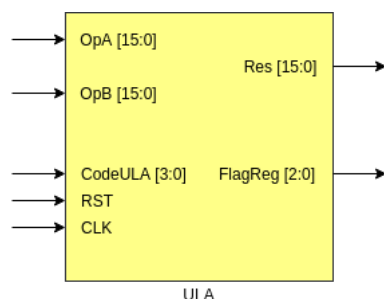 OpA [15:0]
Res [15:0]
OpB [15:0]
CodeULA [3:0]
FlagReg [2:0]
RST
CLK
ULA